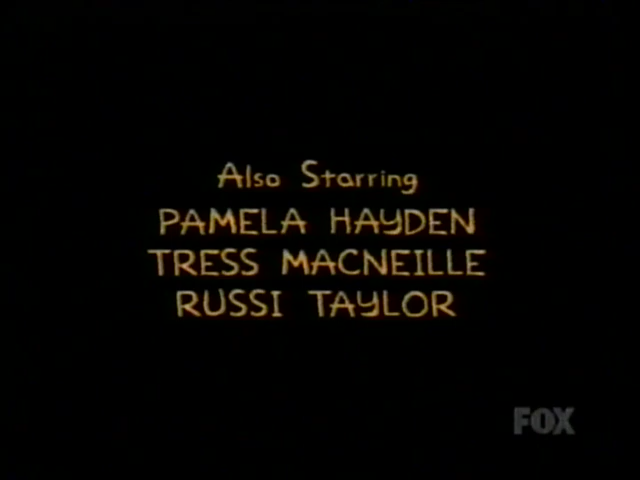 Also Starring
PAMELA HAYDEN
TRESS MACNEILLE
RUSSI TAYLOR
FOX